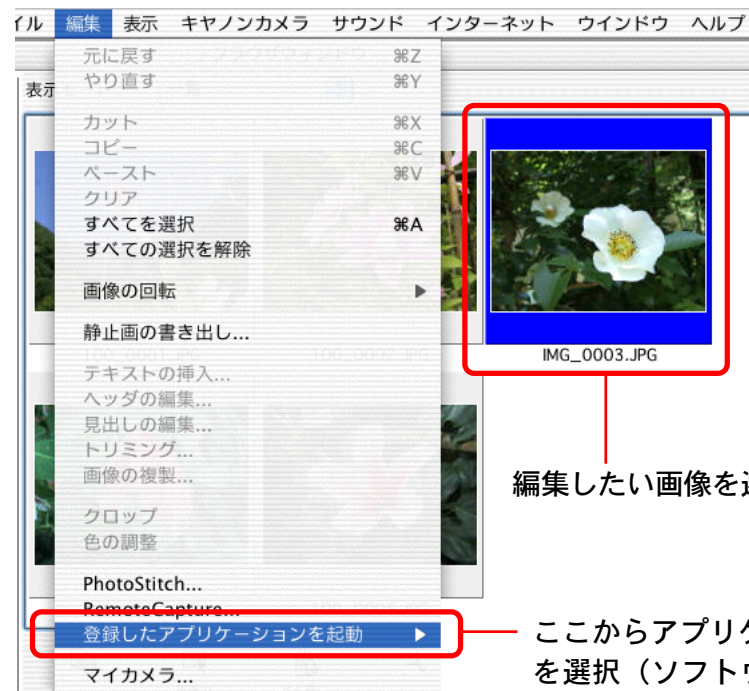 イル 編集 表示 キヤノンカメラ サウンド インターネット ウインドウ ヘルプ
元に戻す ⌘Z
やり直す ⌘Y
表示
カット ⌘X
コピー ⌘C
ペースト ⌘V
クリア
すべてを選択 ⌘A
すべての選択を解除
画像の回転 ▶
静止画の書き出し...
IMG_0003.JPG
テキストの挿入...
ヘッダの編集...
見出しの編集...
トリミング...
画像の複製...
編集したい画像を
クロップ
色の調整
PhotoStitch...
RemoteCapture...
登録したアプリケーションを起動 ▶
ここからアプリケ
を選択（ソフトウ
マイカメラ...